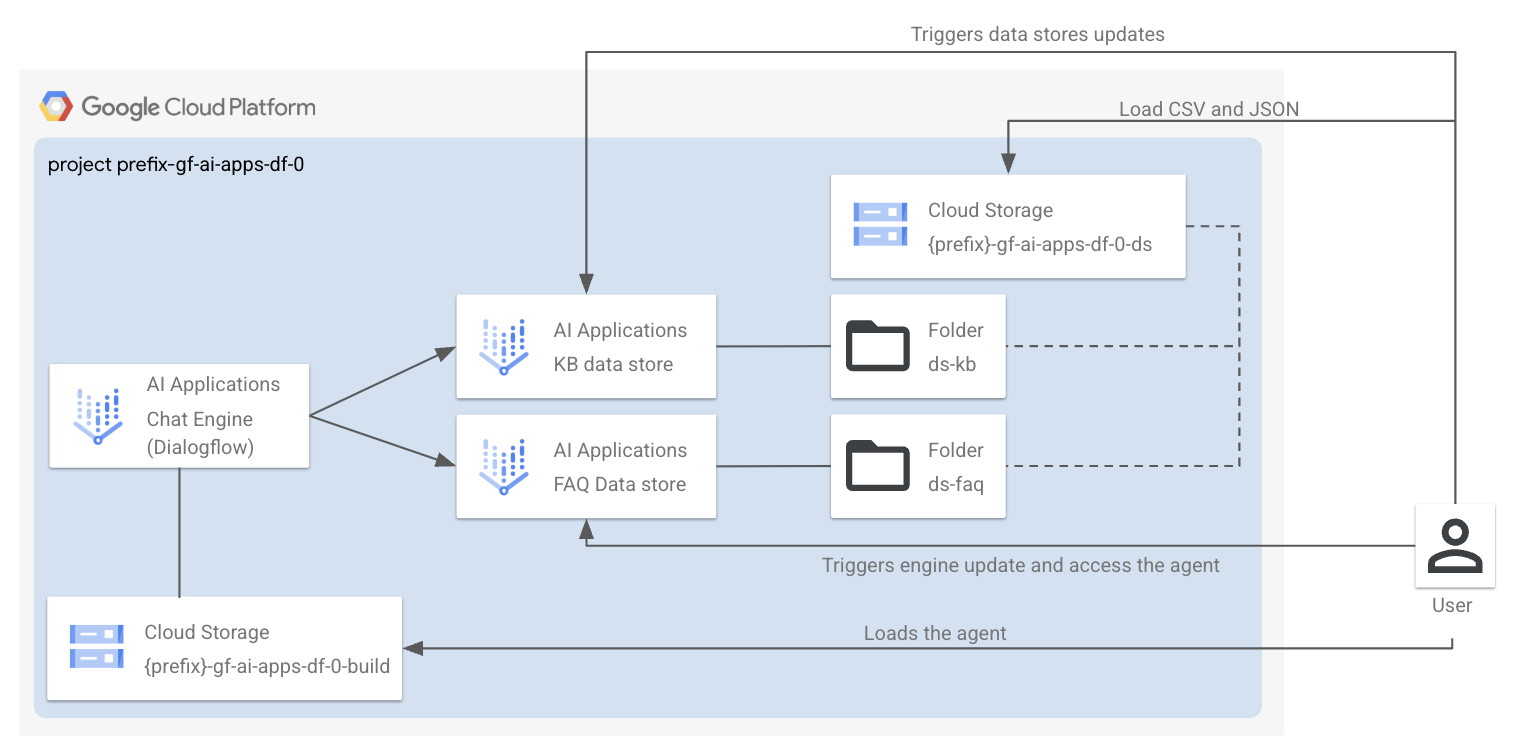 Triggers data stores updates
Google Cloud Platform
Load CSV and JSON
project prefix-gf-ai-apps-df-0
Cloud Storage
{prefix}-gf-ai-apps-df-0-ds
AI Applications
KB data store
Folder
ds-kb
AI Applications
Chat Engine
(Dialogflow)
AI Applications
FAQ Data store
Folder
ds-faq
Triggers engine update and access the agent
User
Cloud Storage
{prefix}-gf-ai-apps-df-0-build
Loads the agent